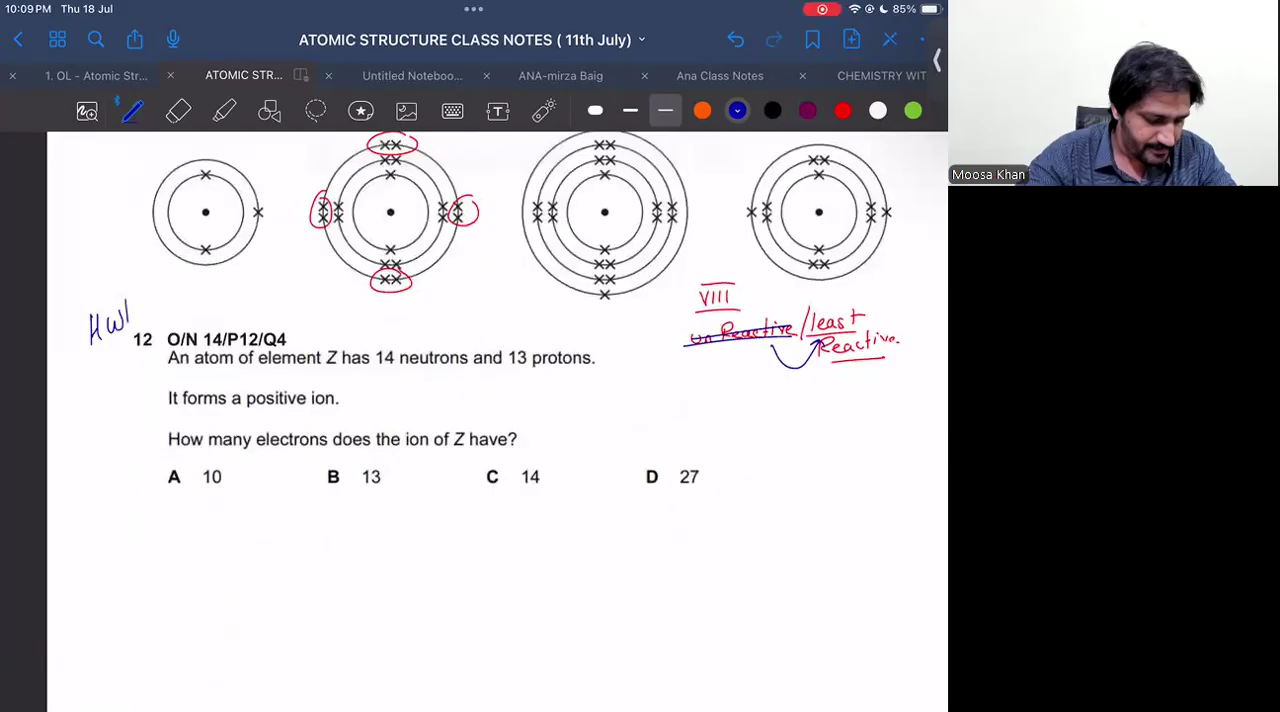 10:09 PM Thu 18 Jul
85%
ATOMIC STRUCTURE CLASS NOTES ( 11th July)
1. OL - Atomic Str...
ATOMIC STR...
Untitled Noteboo...
ANA-mirza Baig
Ana Class Notes
CHEMISTRY WIT
Moosa Khan
VIII
un Reactive / least
Reactive.
HW
12 O/N 14/P12/Q4
An atom of element Z has 14 neutrons and 13 protons.
It forms a positive ion.
How many electrons does the ion of Z have?
A 10 B 13 C 14 D 27